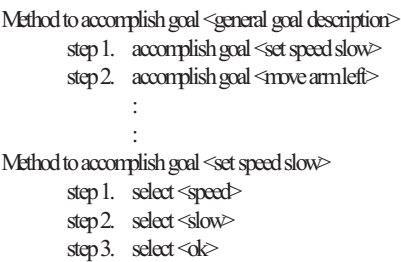 Method to accomplish goal <general goal description>
step 1. accomplish goal <set speed slow>
step 2. accomplish goal <move arm left>
:
:
Method to accomplish goal <set speed slow>
step 1. select <speed>
step 2. select <slow>
step 3. select <ok>